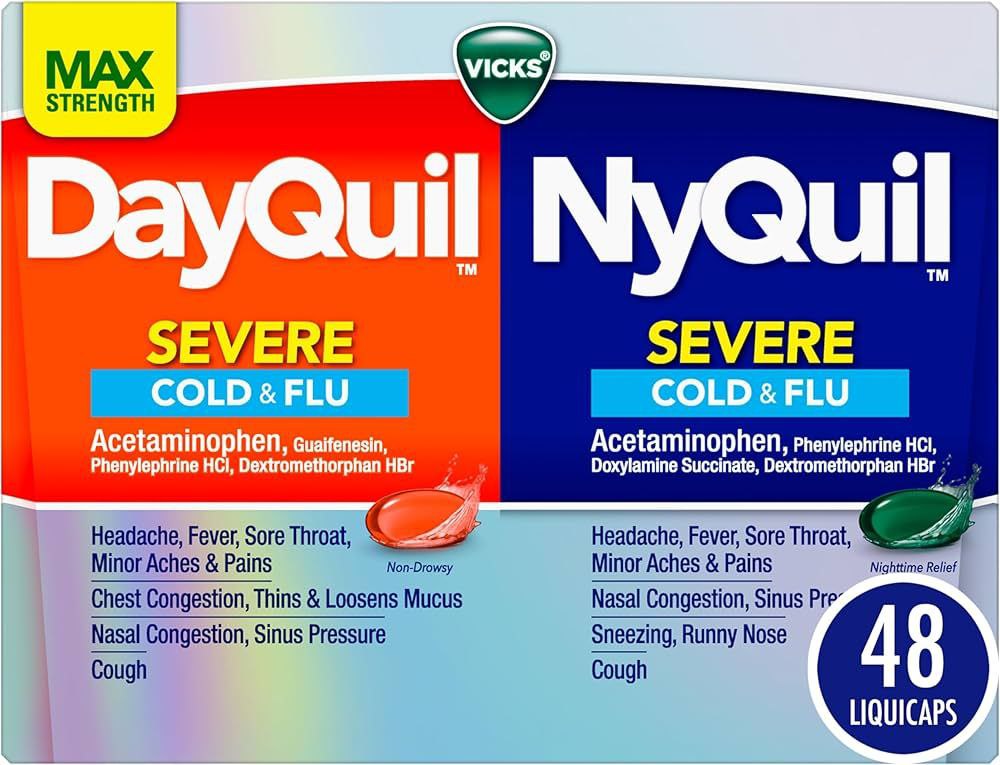 MAX
STRENGTH
VICKS®
DayQuil™
SEVERE
COLD & FLU
Acetaminophen, Guaifenesin,
Phenylephrine HCl, Dextromethorphan HBr
Non-Drowsy
Headache, Fever, Sore Throat,
Minor Aches & Pains
Chest Congestion, Thins & Loosens Mucus
Nasal Congestion, Sinus Pressure
Cough
NyQuil™
SEVERE
COLD & FLU
Acetaminophen, Phenylephrine HCl,
Doxylamine Succinate, Dextromethorphan HBr
Nighttime Relief
Headache, Fever, Sore Throat,
Minor Aches & Pains
Nasal Congestion, Sinus
Sneezing, Runny Nose
Cough
48
LIQUICAPS